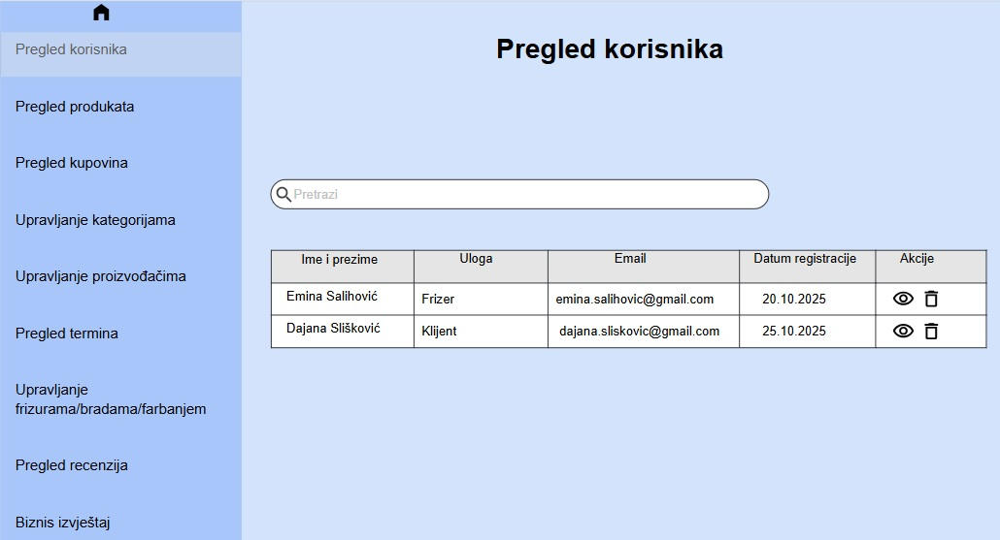 Pregled korisnika
Pregled produkata
Pregled kupovina
Upravljanje kategorijama
Upravljanje proizvođačima
Pregled termina
Upravljanje
frizurama/bradama/farbanjem
Pregled recenzija
Biznis izvještaj
Pregled korisnika
Pretrazi
Ime i prezime Uloga Email Datum registracije Akcije
Emina Salihović Frizer emina.salihovic@gmail.com 20.10.2025
Dajana Slišković Klijent dajana.sliskovic@gmail.com 25.10.2025